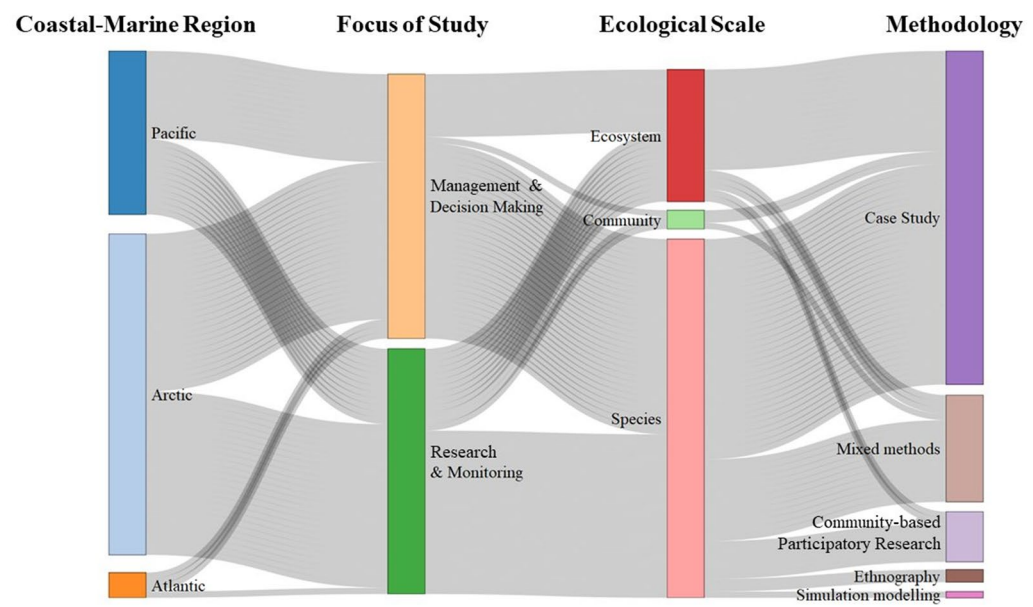 Coastal-Marine Region
Focus of Study
Ecological Scale
Methodology
Pacific
Arctic
Atlantic
Management &
Decision Making
Research
& Monitoring
Ecosystem
Community
Species
Case Study
Mixed methods
Community-based
Participatory Research
Ethnography
Simulation modelling